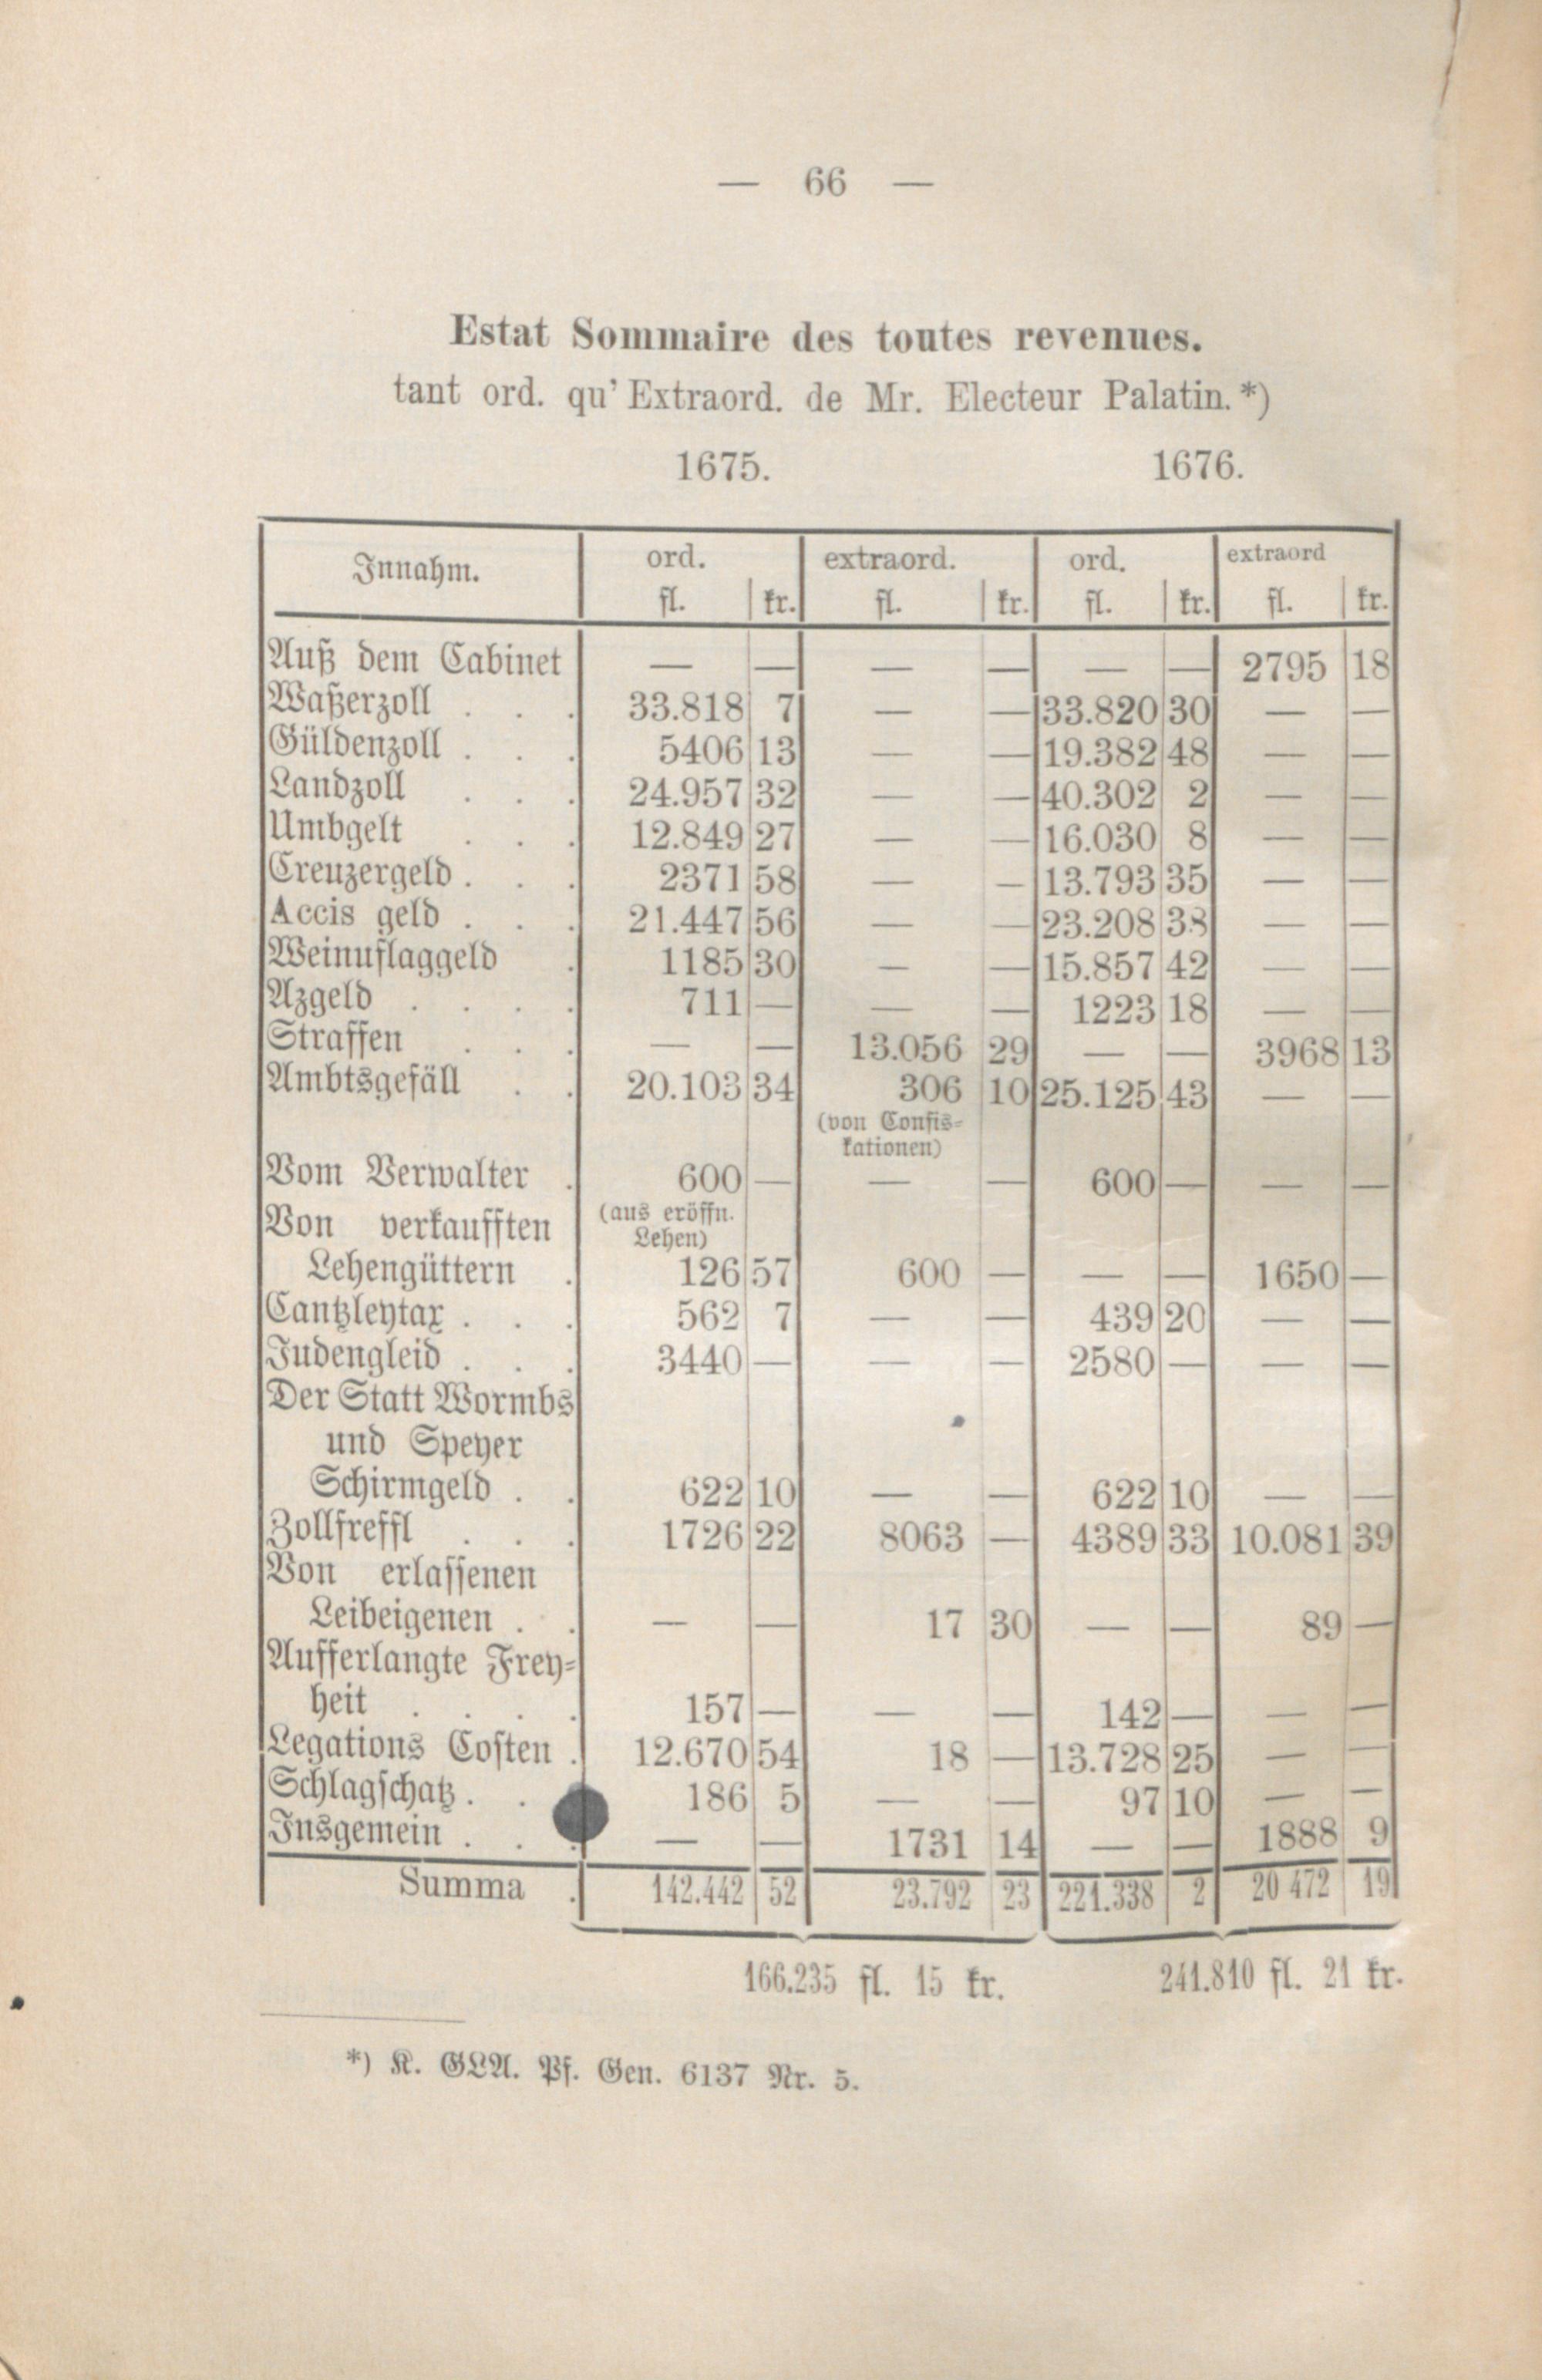 — 66 —
Estat Sommaire des toutes revenues.
tant ord. qu' Extraord. de Mr. Electeur Palatin. *)
1675. 1676.
Innahm. ord. extraord. ord. extraord
fl. kr. fl. kr. fl. kr. fl. kr.
Auß dem Cabinet — — — — — — 2795 18
Waßerzoll . . . 33.818 7 — — 33.820 30 — —
Güldenzoll . . . 5406 13 — — 19.382 48 — —
Landzoll . . . 24.957 32 — — 40.302 2 — —
Umbgelt . . . 12.849 27 — — 16.030 8 — —
Creuzergeld . . . 2371 58 — — 13.793 35 — —
Accis geld . . . 21.447 56 — — 23.208 38 — —
Weinuflaggeld . 1185 30 — — 15.857 42 — —
Azgeld . . . . 711 — — — 1223 18 — —
Straffen . . . — — 13.056 29 — — 3968 13
Ambtsgefäll . . 20.103 34 306 10 25.125 43 — —
(von Confis-
kationen)
Vom Verwalter . 600 — — — 600 — — —
Von verkaufften (aus eröffn.
Lehen)
Lehengüttern . 126 57 600 — — — 1650 —
Cantzleytax . . . 562 7 — — 439 20 — —
Judengleid . . . 3440 — — — 2580 — — —
Der Statt Wormbs
und Speyer
Schirmgeld . . 622 10 — — 622 10 — —
Zollfreffl . . . 1726 22 8063 — 4389 33 10.081 39
Von erlassenen
Leibeigenen . . — — 17 30 — — 89 —
Aufferlangte Frey-
heit . . . . 157 — — — 142 — — —
Legations Costen . 12.670 54 18 — 13.728 25 — —
Schlagschatz . . 186 5 — — 97 10 — —
Insgemein . . . — — 1731 14 — — 1888 9
Summa . 142.442 52 23.792 23 221.338 2 20 472 19
166.235 fl. 15 kr. 241.810 fl. 21 kr.
*) K. GLA. Pf. Gen. 6137 Nr. 5.